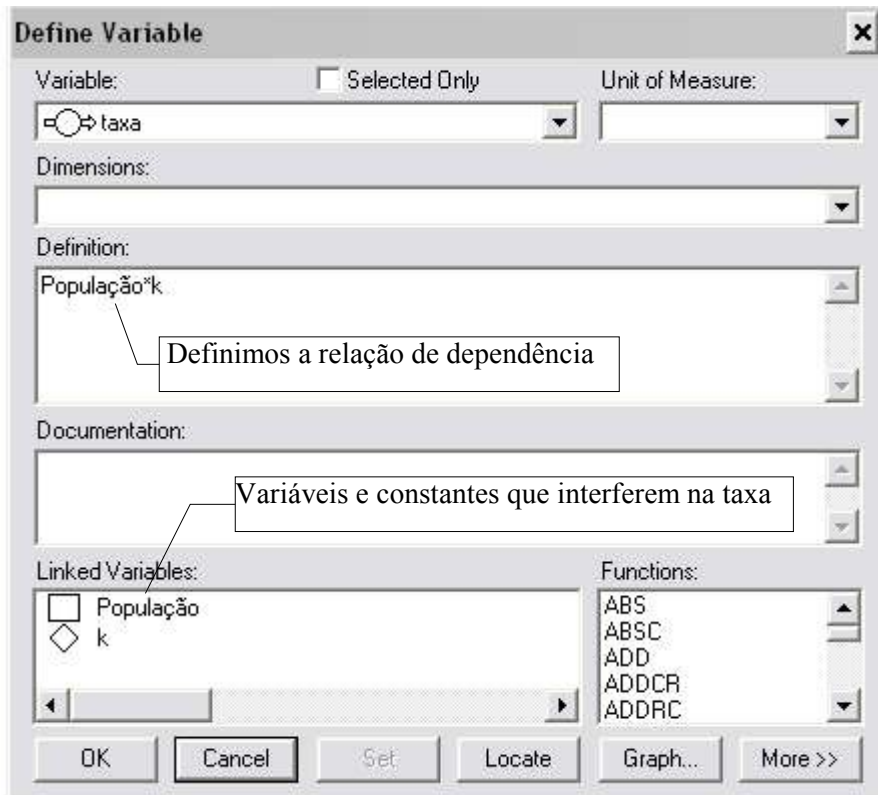 Define Variable
Variable:
Selected Only
Unit of Measure:
taxa
Dimensions:
Definition:
População*k
Definimos a relação de dependência
Documentation:
Variáveis e constantes que interferem na taxa
Linked Variables:
Functions:
População
k
ABS
ABSC
ADD
ADDCR
ADDRC
OK
Cancel
Set
Locate
Graph...
More >>